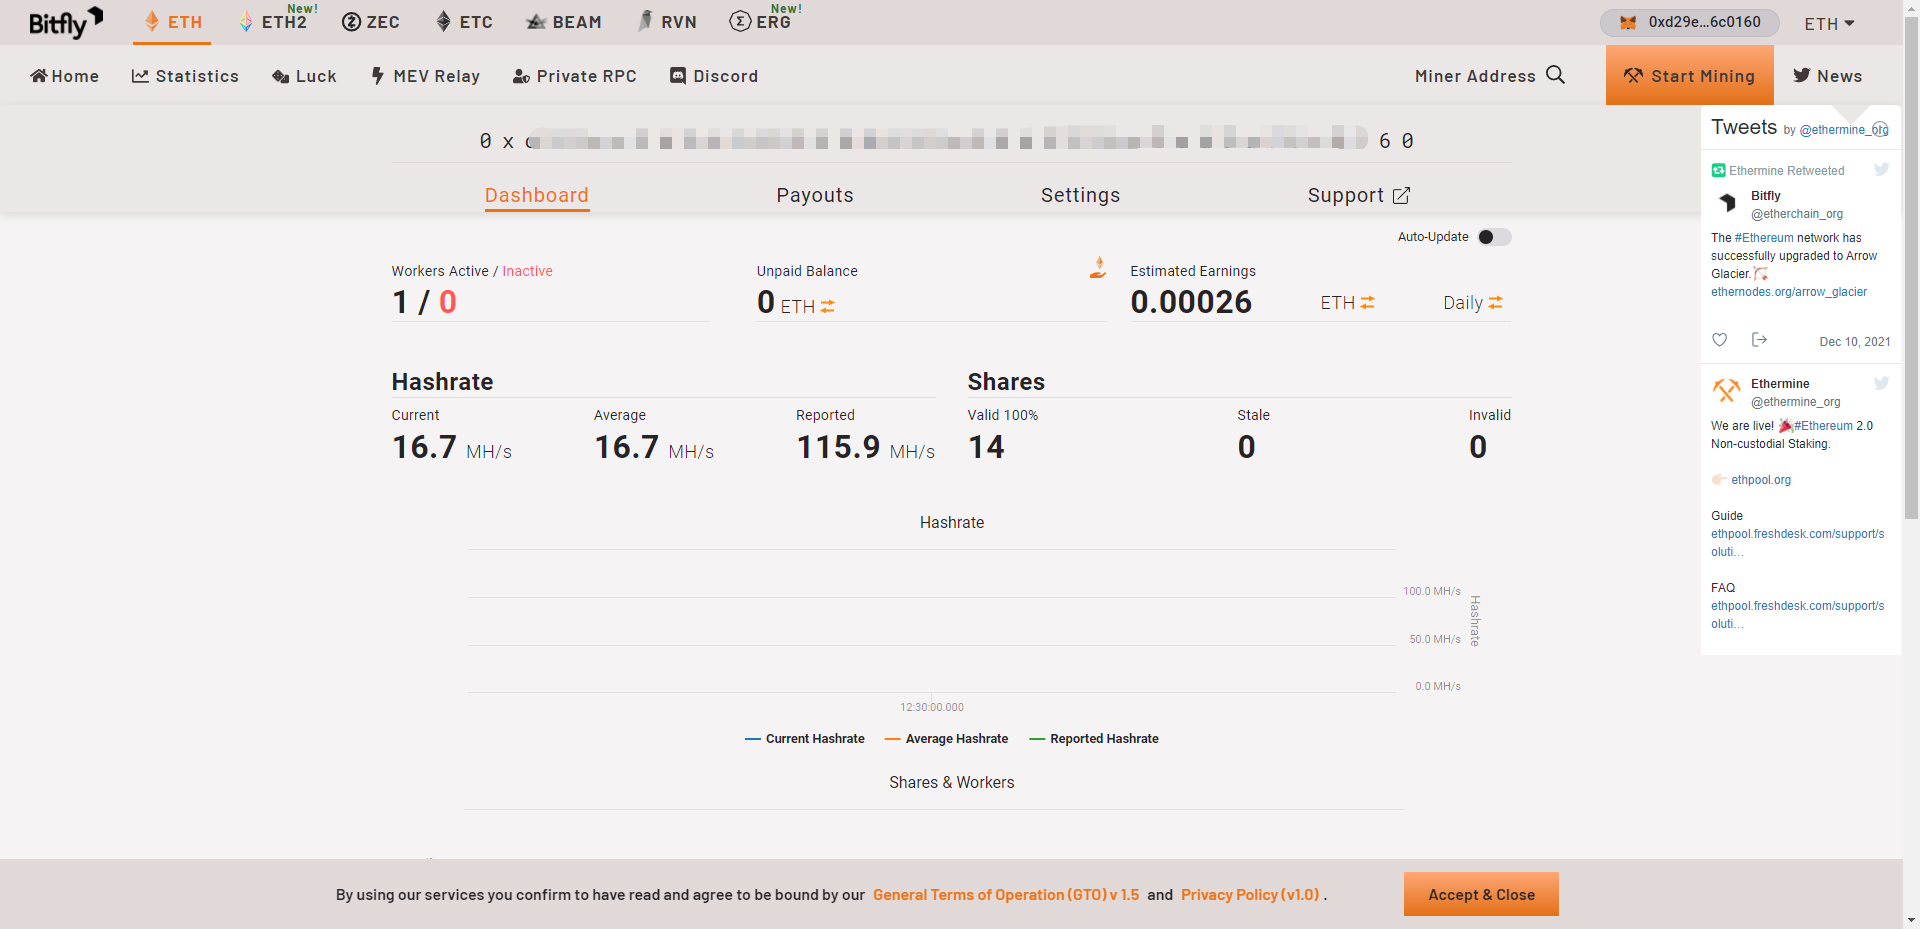 Bitfly
ETH
ETH2 New!
ZEC
ETC
BEAM
RVN
ERG New!
0xd29e...6c0160
ETH
Home
Statistics
Luck
MEV Relay
Private RPC
Discord
Miner Address
Start Mining
News
0 x
6 0
Dashboard
Payouts
Settings
Support
Auto-Update
Workers Active / Inactive
1 / 0
Unpaid Balance
0 ETH
Estimated Earnings
0.00026 ETH Daily
Hashrate
Current
16.7 MH/s
Average
16.7 MH/s
Reported
115.9 MH/s
Shares
Valid 100%
14
Stale
0
Invalid
0
Hashrate
100.0 MH/s
50.0 MH/s
0.0 MH/s
Hashrate
12:30:00.000
Current Hashrate
Average Hashrate
Reported Hashrate
Shares & Workers
Tweets by @ethermine_org
Ethermine Retweeted
Bitfly
@etherchain_org
The #Ethereum network has
successfully upgraded to Arrow
Glacier.
ethernodes.org/arrow_glacier
Dec 10, 2021
Ethermine
@ethermine_org
We are live! #Ethereum 2.0
Non-custodial Staking.
ethpool.org
Guide
ethpool.freshdesk.com/support/s
oluti...
FAQ
ethpool.freshdesk.com/support/s
oluti...
By using our services you confirm to have read and agree to be bound by our General Terms of Operation (GTO) v 1.5 and Privacy Policy (v1.0) .
Accept & Close